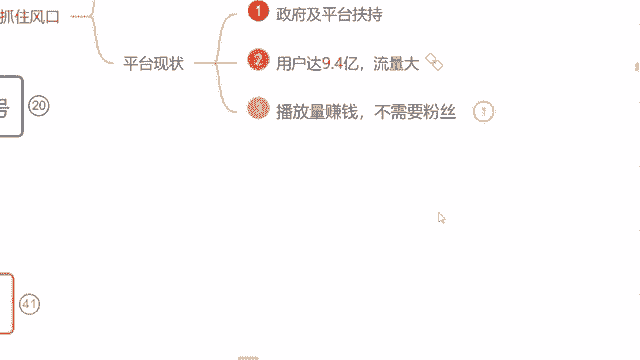 抓住风口
1 政府及平台扶持
平台现状
2 用户达9.4亿，流量大
号 20
3 播放量赚钱，不需要粉丝 1
41